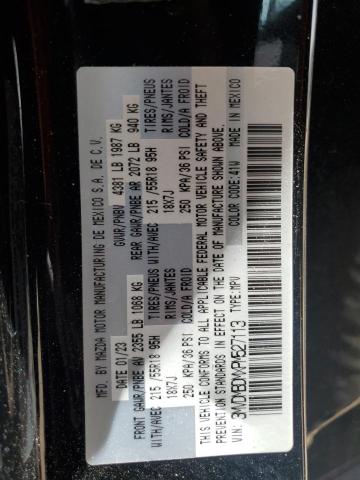 MFD. BY MAZDA MOTOR MANUFACTURING DE MEXICO S.A. DE C.V.
DATE: 01/23 GVWR/PNBV 4381 LB 1987 KG
FRONT GAWR/PNBE AV 2355 LB 1068 KG REAR GAWR/PNBE AR 2072 LB 940 KG
WITH/AVEC 215/55R18 95H TIRES/PNEUS WITH/AVEC 215/55R18 95H TIRES/PNEUS
18X7J RIMS/JANTES 18X7J RIMS/JANTES
250 KPA/36 PSI COLD/A FROID 250 KPA/36 PSI COLD/A FROID
THIS VEHICLE CONFORMS TO ALL APPLICABLE FEDERAL MOTOR VEHICLE SAFETY AND THEFT
PREVENTION STANDARDS IN EFFECT ON THE DATE OF MANUFACTURE SHOWN ABOVE.
VIN: TYPE:MPV COLOR CODE:41W MADE IN MEXICO